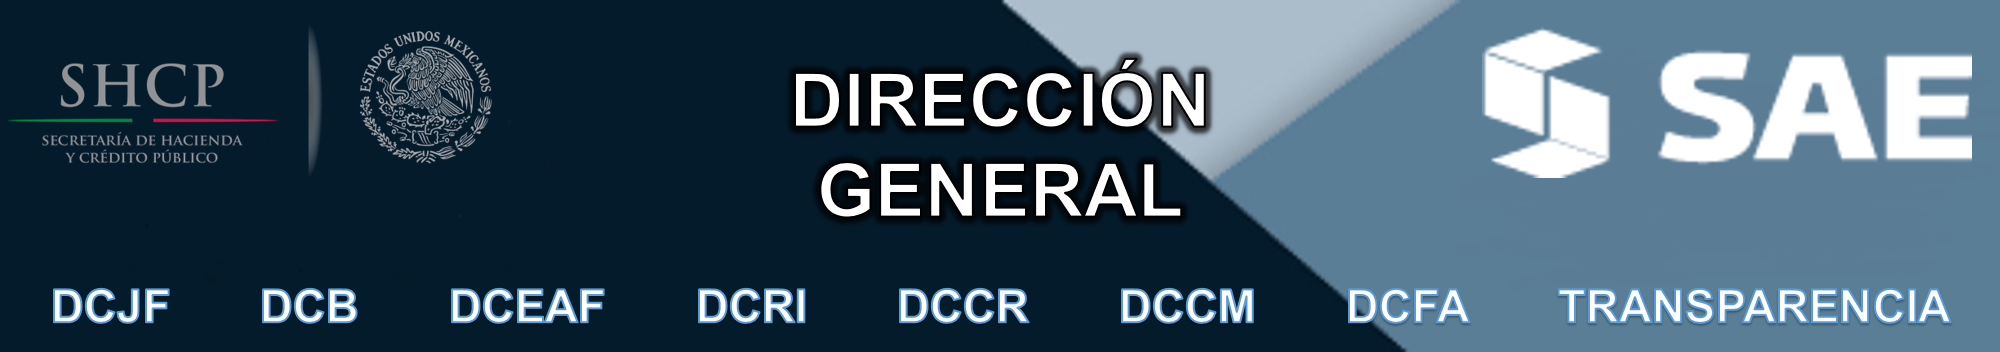 SHCP
SECRETARÍA DE HACIENDA
Y CRÉDITO PÚBLICO
ESTADOS UNIDOS MEXICANOS
DIRECCIÓN
GENERAL
SAE
DCJF DCB DCEAF DCRI DCCR DCCM DCFA TRANSPARENCIA